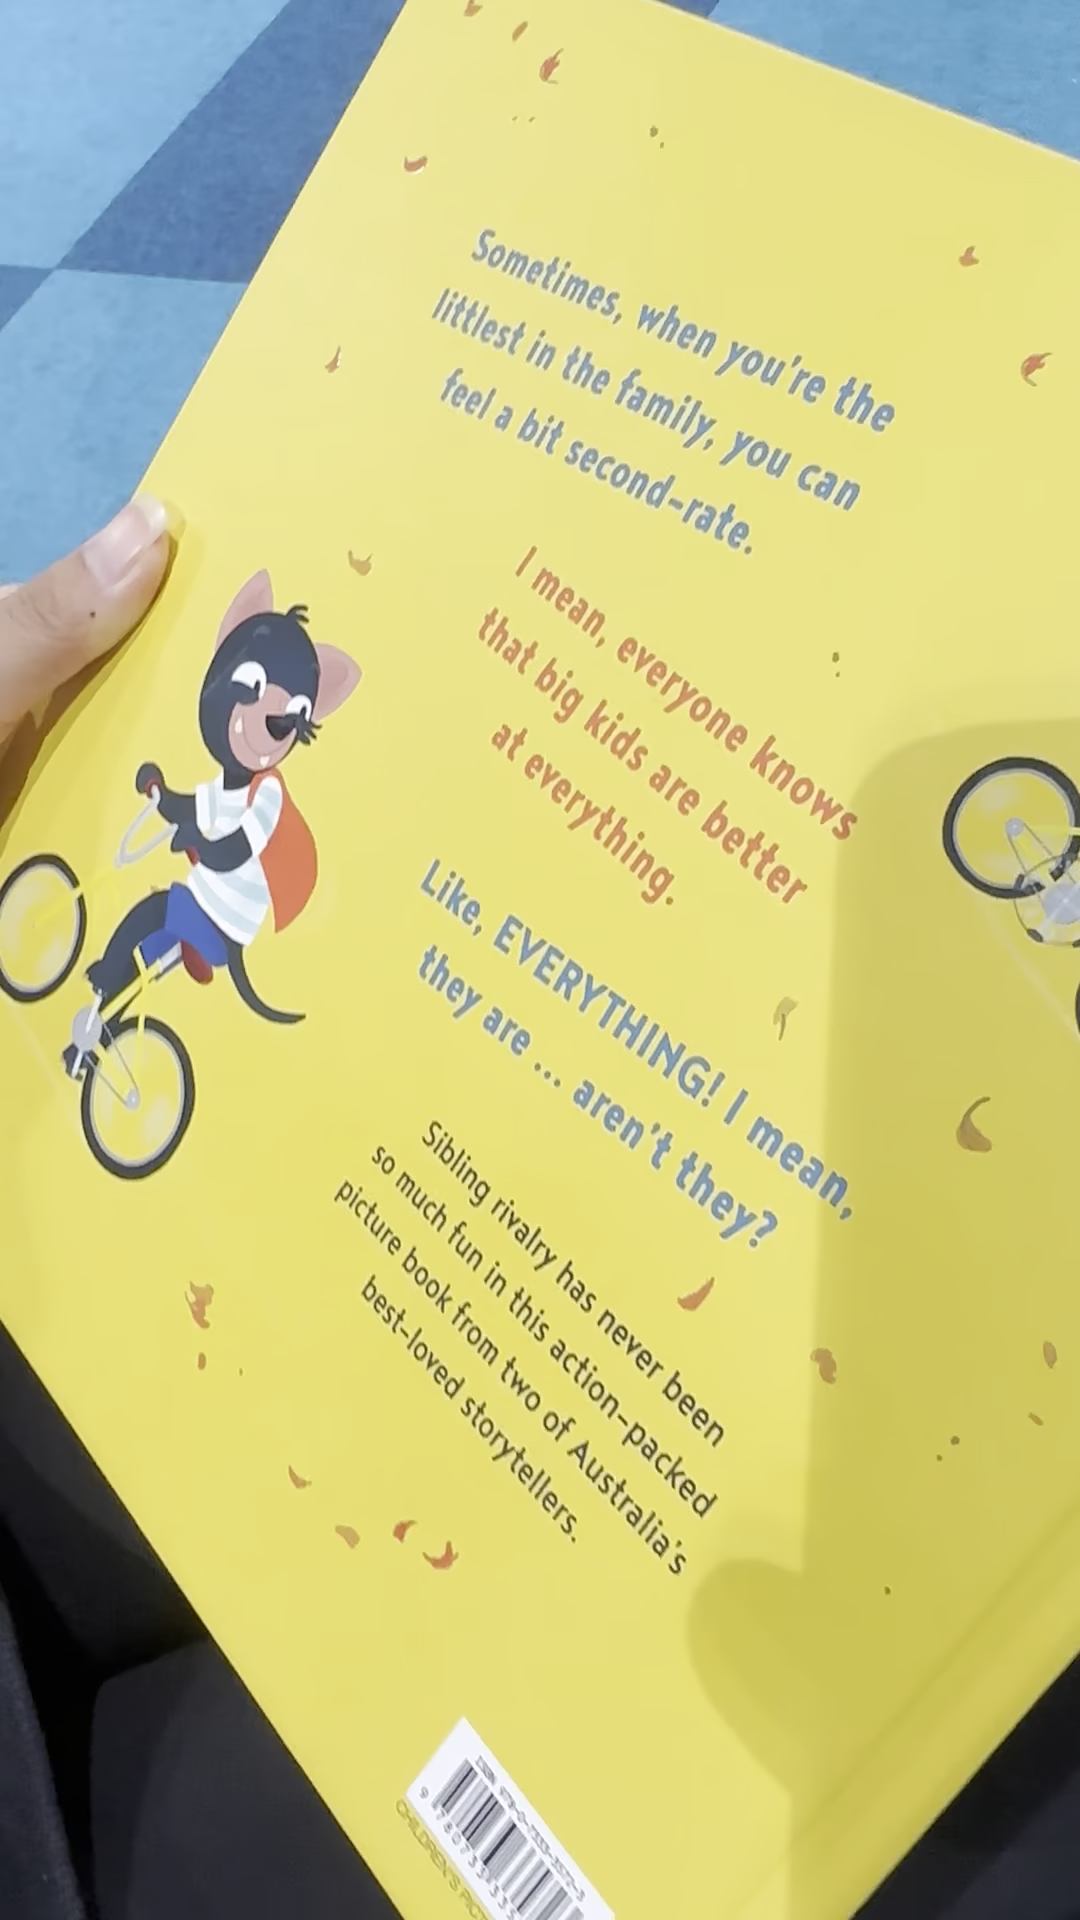 Sometimes, when you're the
littlest in the family, you can
feel a bit second-rate.
I mean, everyone knows
that big kids are better
at everything.
Like, EVERYTHING! I mean,
they are ... aren't they?
Sibling rivalry has never been
so much fun in this action-packed
picture book from two of Australia's
best-loved storytellers.
ISBN
CHILDREN'S